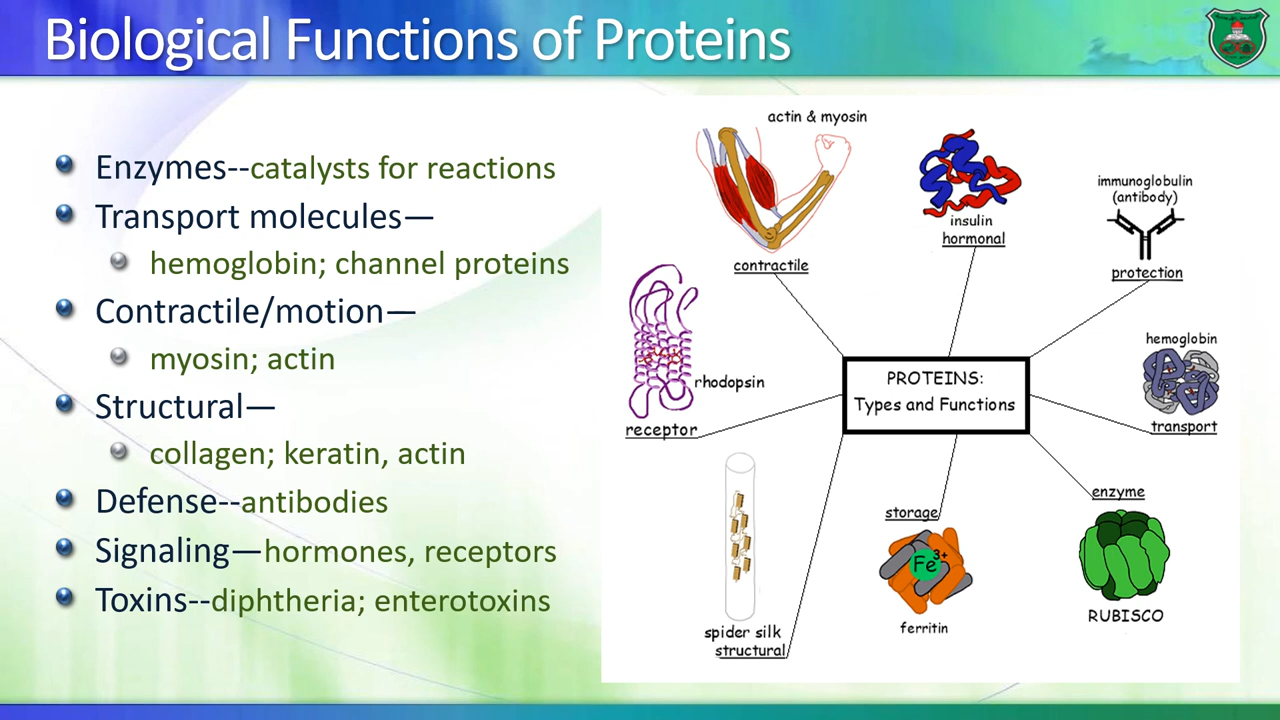 Biological Functions of Proteins
Enzymes--catalysts for reactions
Transport molecules—
hemoglobin; channel proteins
Contractile/motion—
myosin; actin
Structural—
collagen; keratin, actin
Defense--antibodies
Signaling—hormones, receptors
Toxins--diphtheria; enterotoxins
actin & myosin
contractile
insulin
hormonal
immunoglobulin
(antibody)
protection
rhodopsin
receptor
PROTEINS:
Types and Functions
hemoglobin
transport
spider silk
structural
storage
Fe3+
ferritin
enzyme
RUBISCO